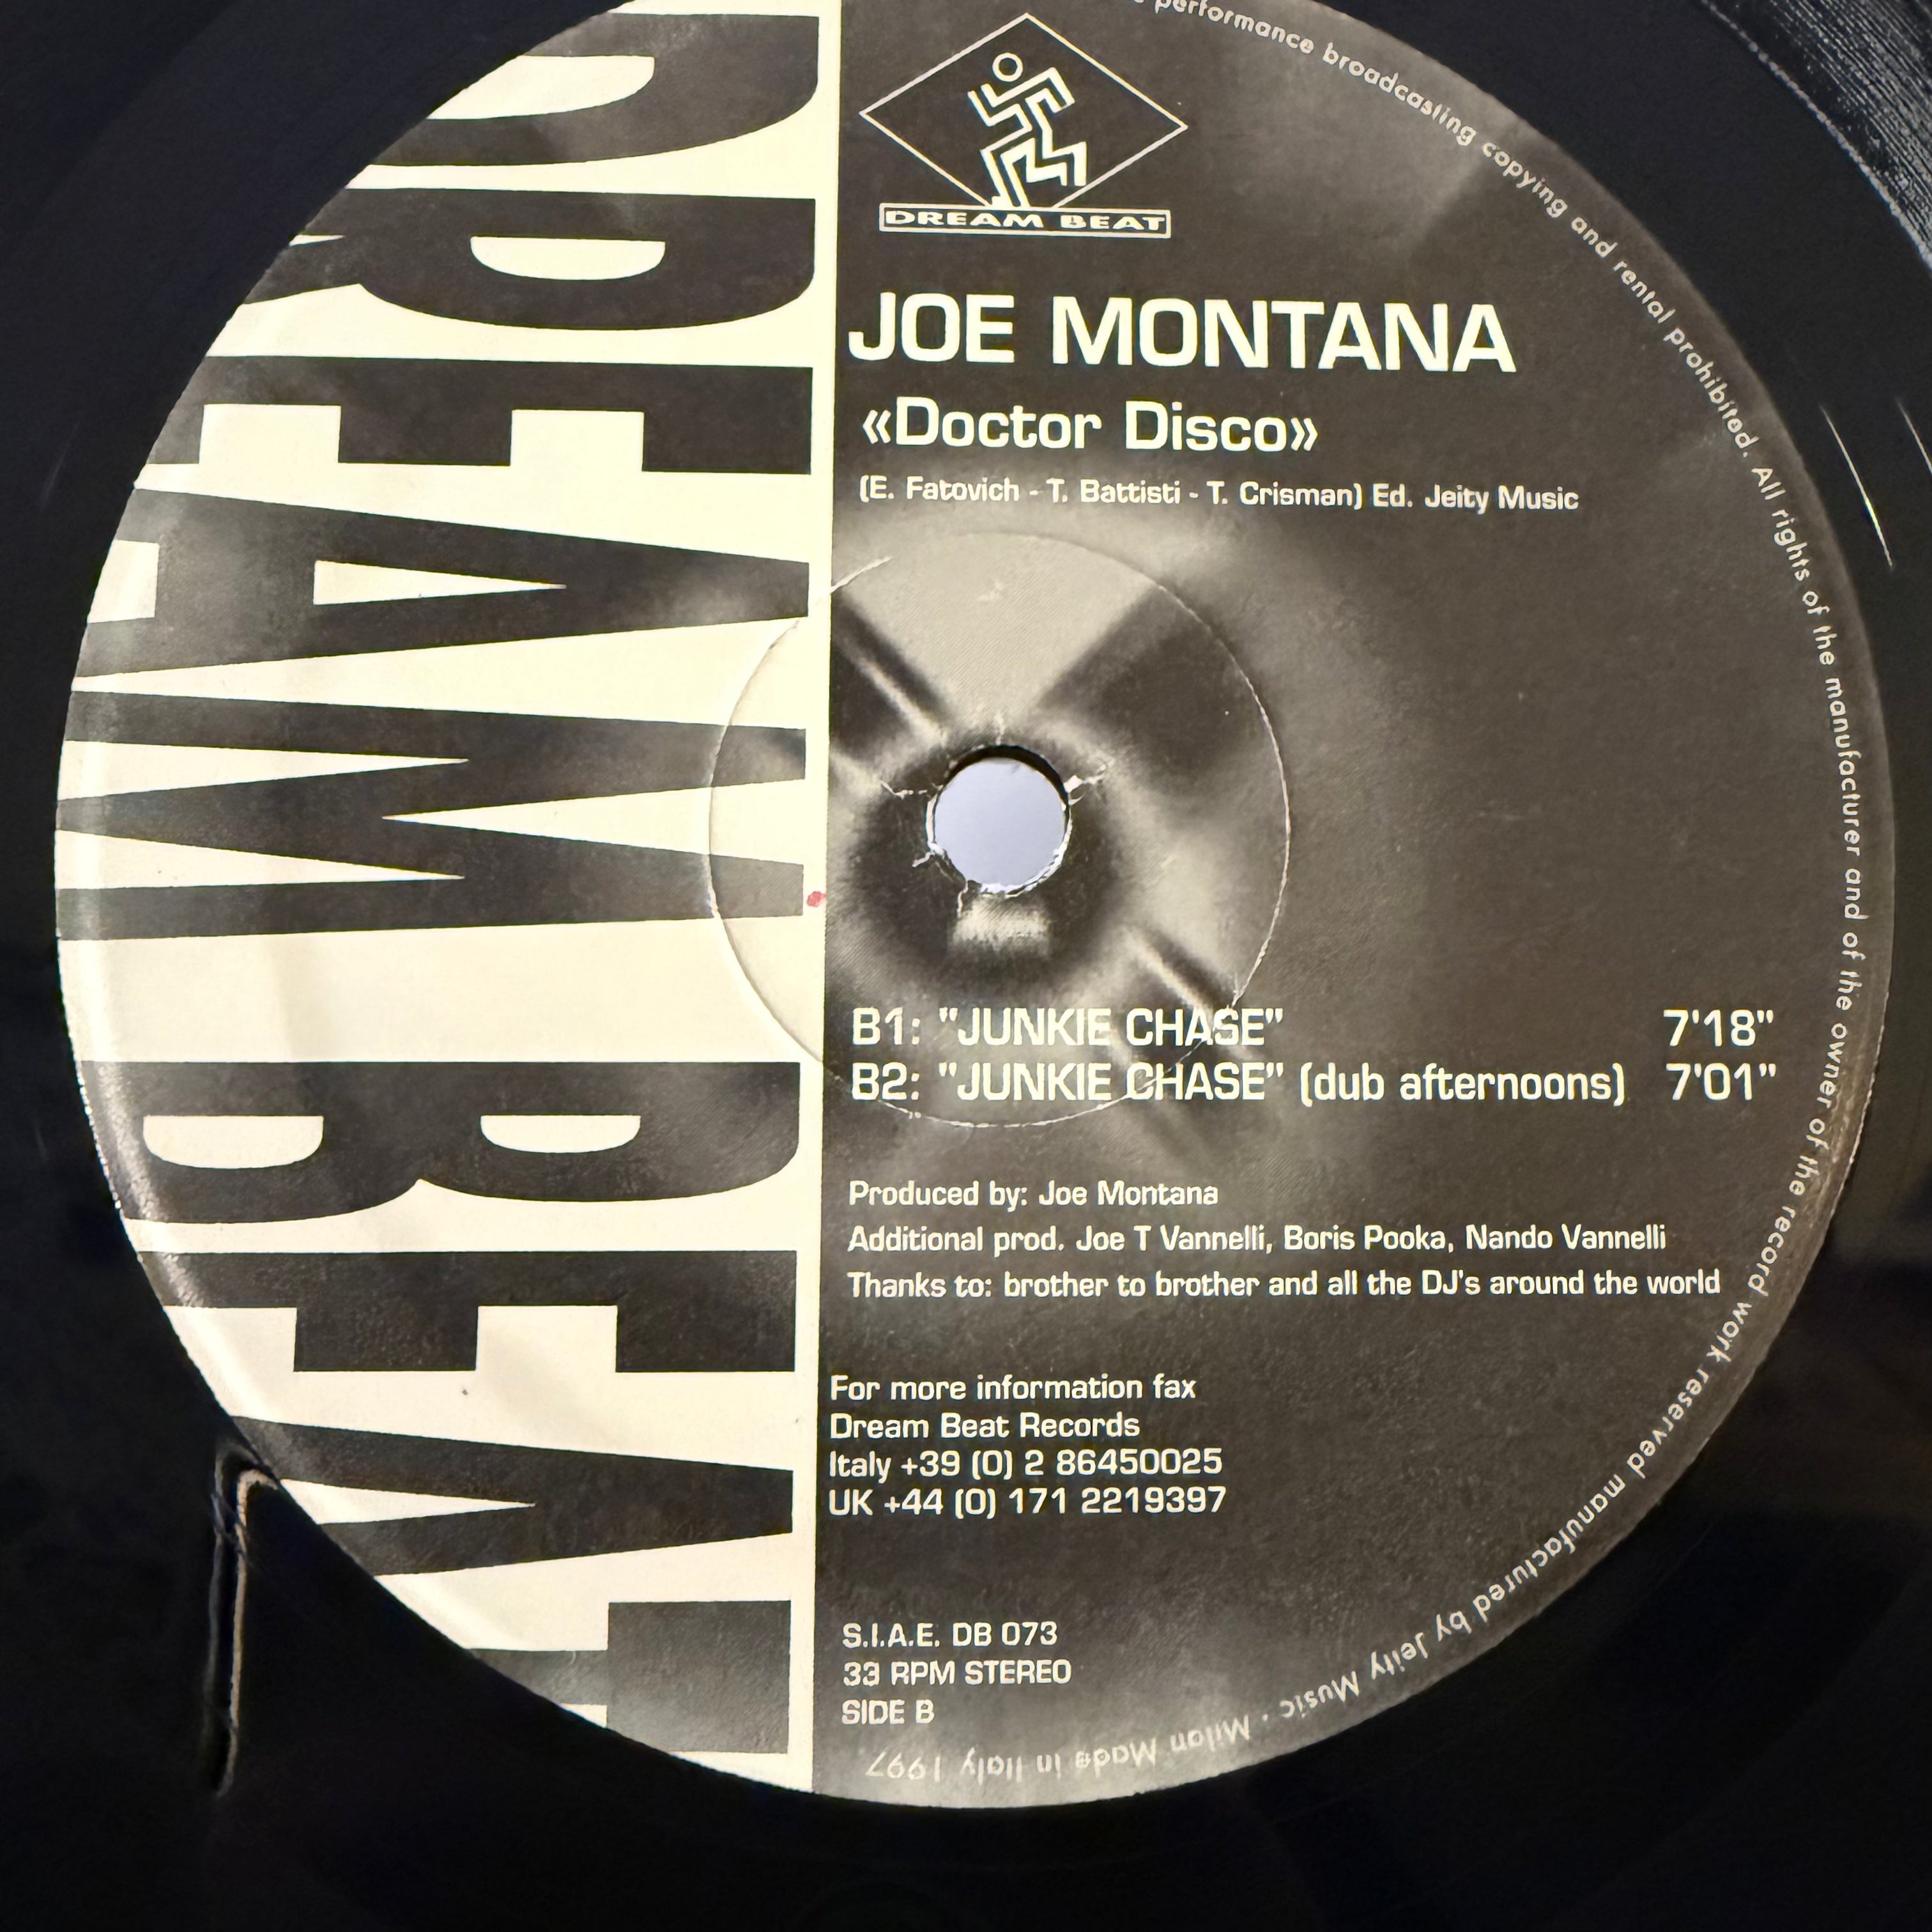 DREAM BEAT
DREAM BEAT
JOE MONTANA
«Doctor Disco»
(E. Fatovich - T. Battisti - T. Crisman) Ed. Jeity Music
B1: "JUNKIE CHASE" 7'18"
B2: "JUNKIE CHASE" (dub afternoons) 7'01"
Produced by: Joe Montana
Additional prod. Joe T Vannelli, Boris Pooka, Nando Vannelli
Thanks to: brother to brother and all the DJ's around the world
For more information fax
Dream Beat Records
Italy +39 (0) 2 86450025
UK +44 (0) 171 2219397
S.I.A.E. DB 073
33 RPM STEREO
SIDE B
performance broadcasting copying and rental prohibited. All rights of the manufacturer and of the owner of the record work reserved manufactured by Jeity Music . Milan Made in Italy 1997